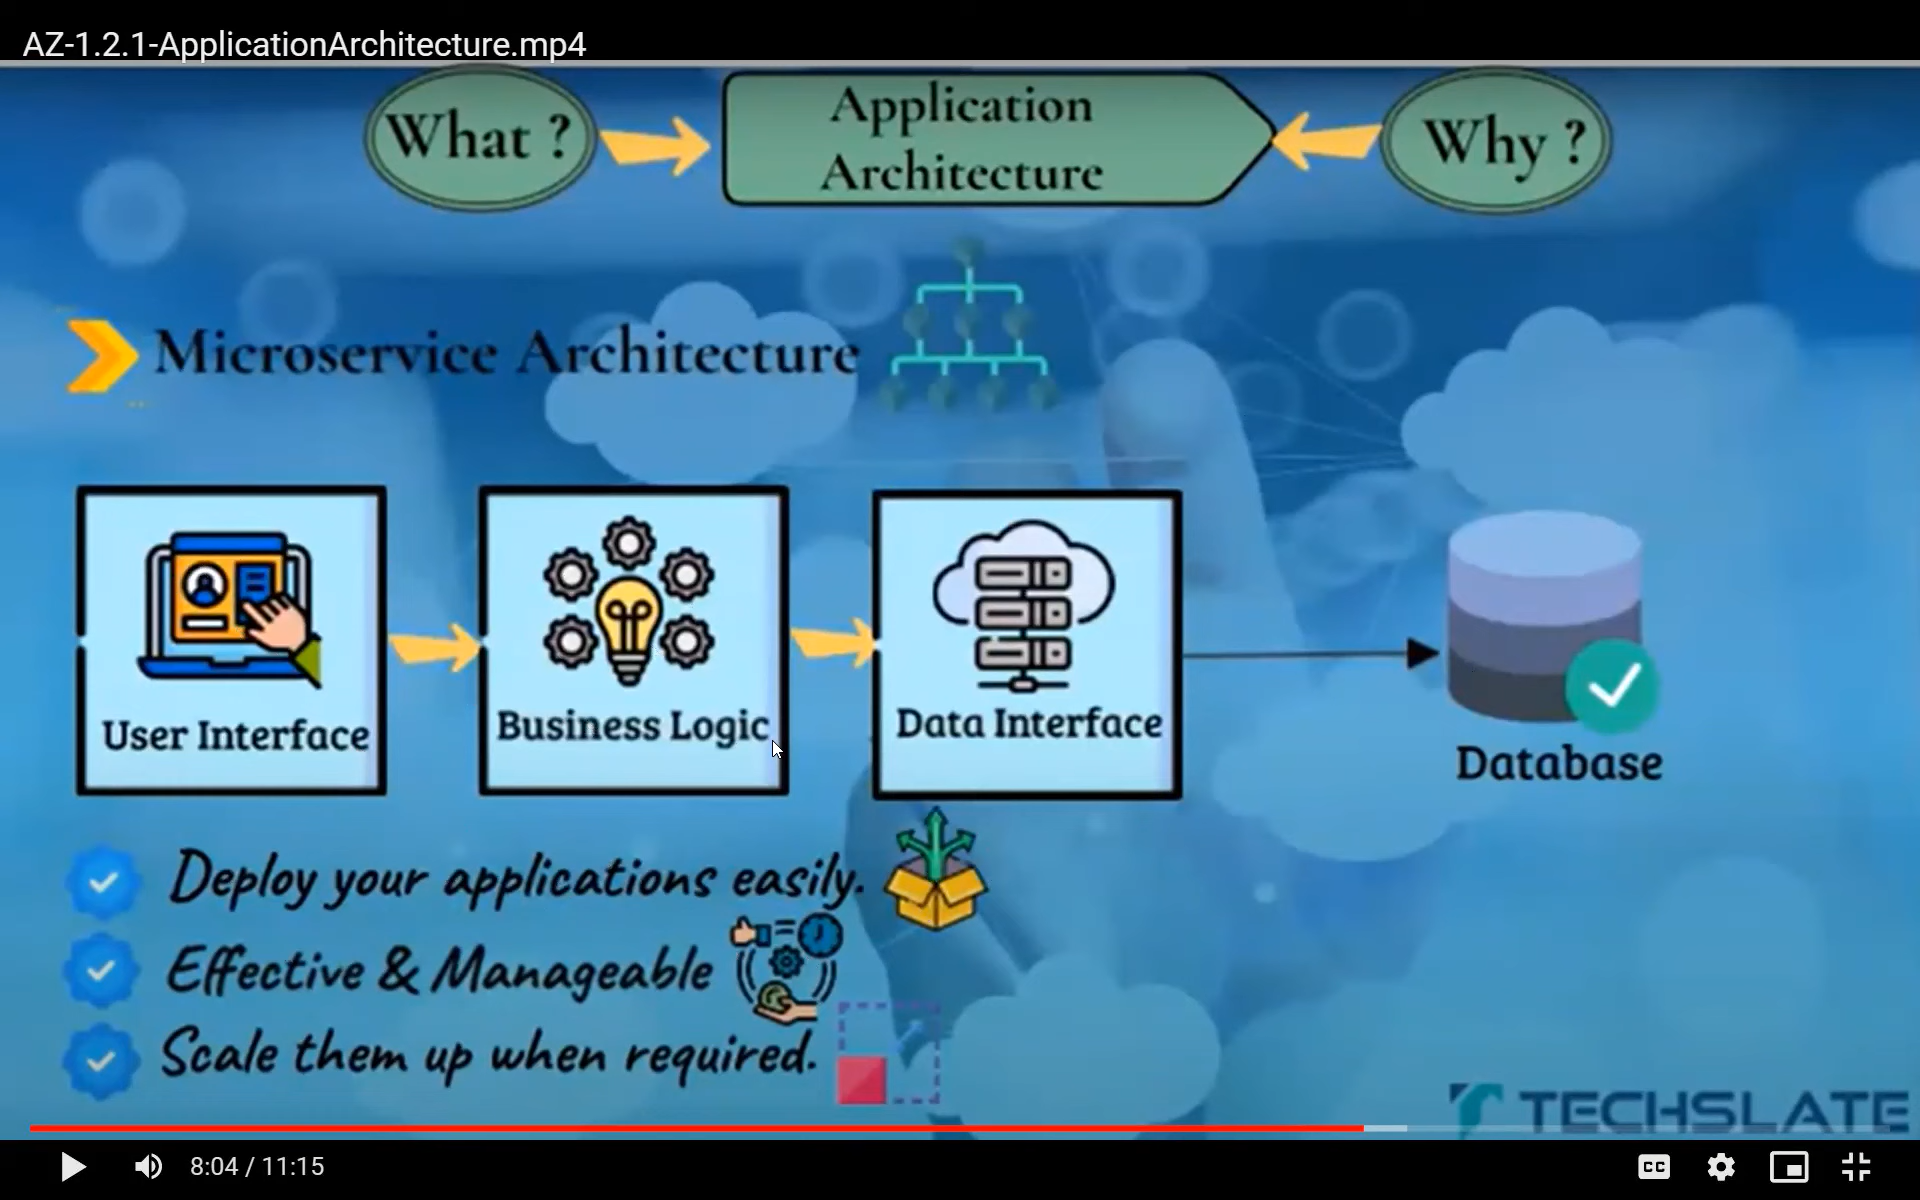 AZ-1.2.1-ApplicationArchitecture.mp4
What ?
Application
Architecture
Why ?
Microservice Architecture
User Interface
Business Logic
Data Interface
Database
Deploy your applications easily.
Effective & Manageable
Scale them up when required.
TECHSLATE
8:04 / 11:15
CC